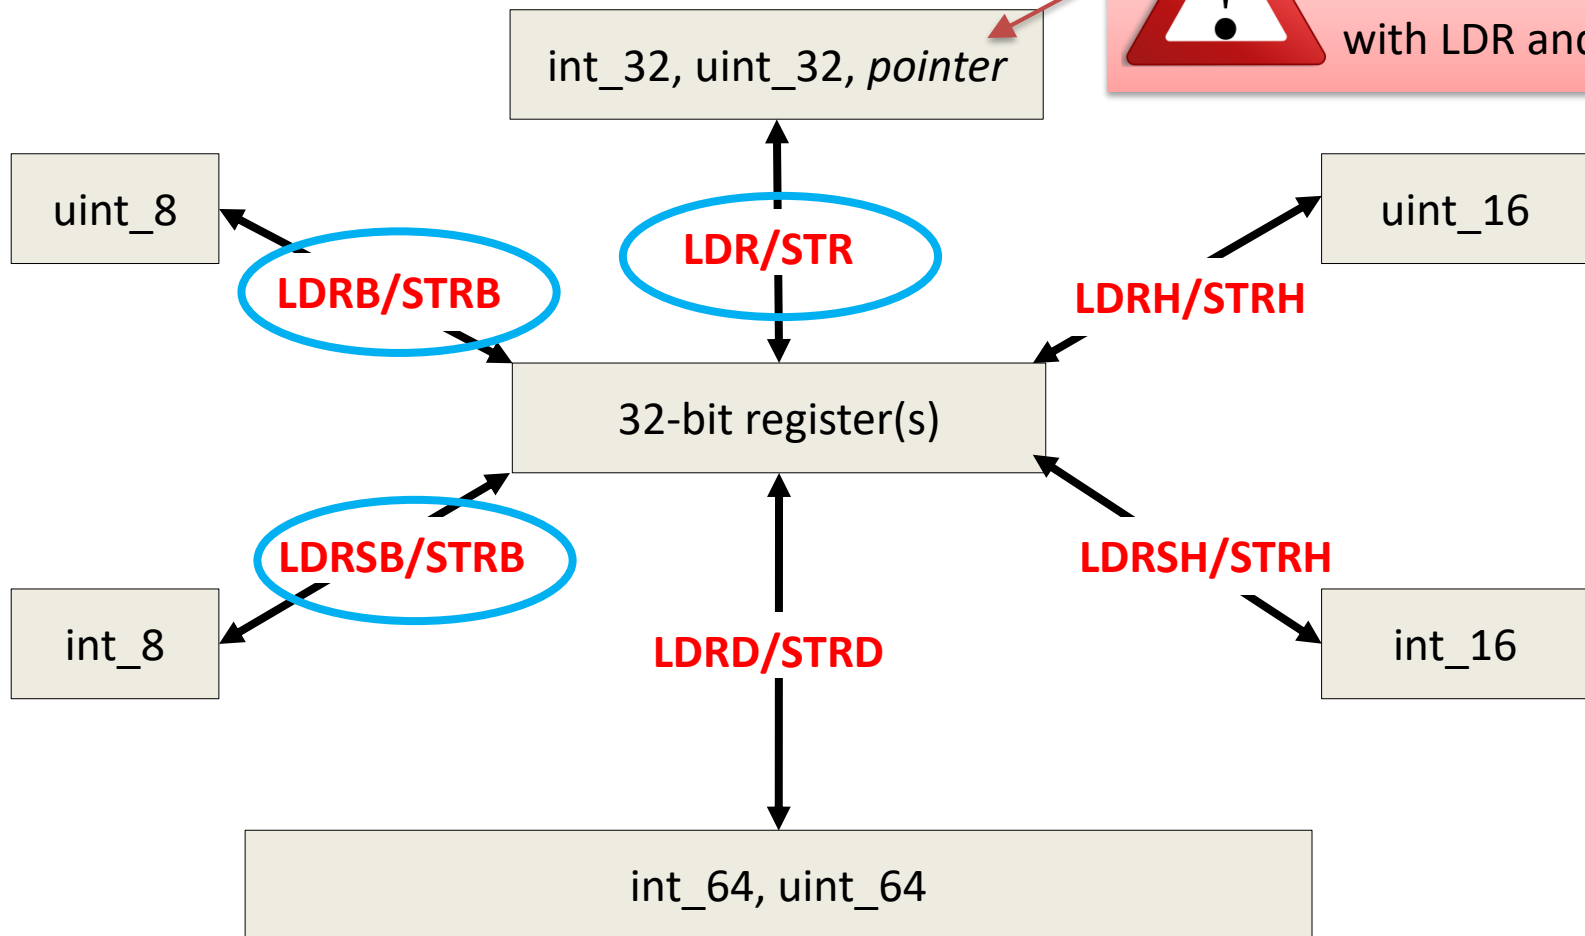 int_32, uint_32, pointer
with LDR and
uint_8
uint_16
LDR/STR
LDRB/STRB
LDRH/STRH
32-bit register(s)
LDRSB/STRB
LDRSH/STRH
int_8
LDRD/STRD
int_16
int_64, uint_64